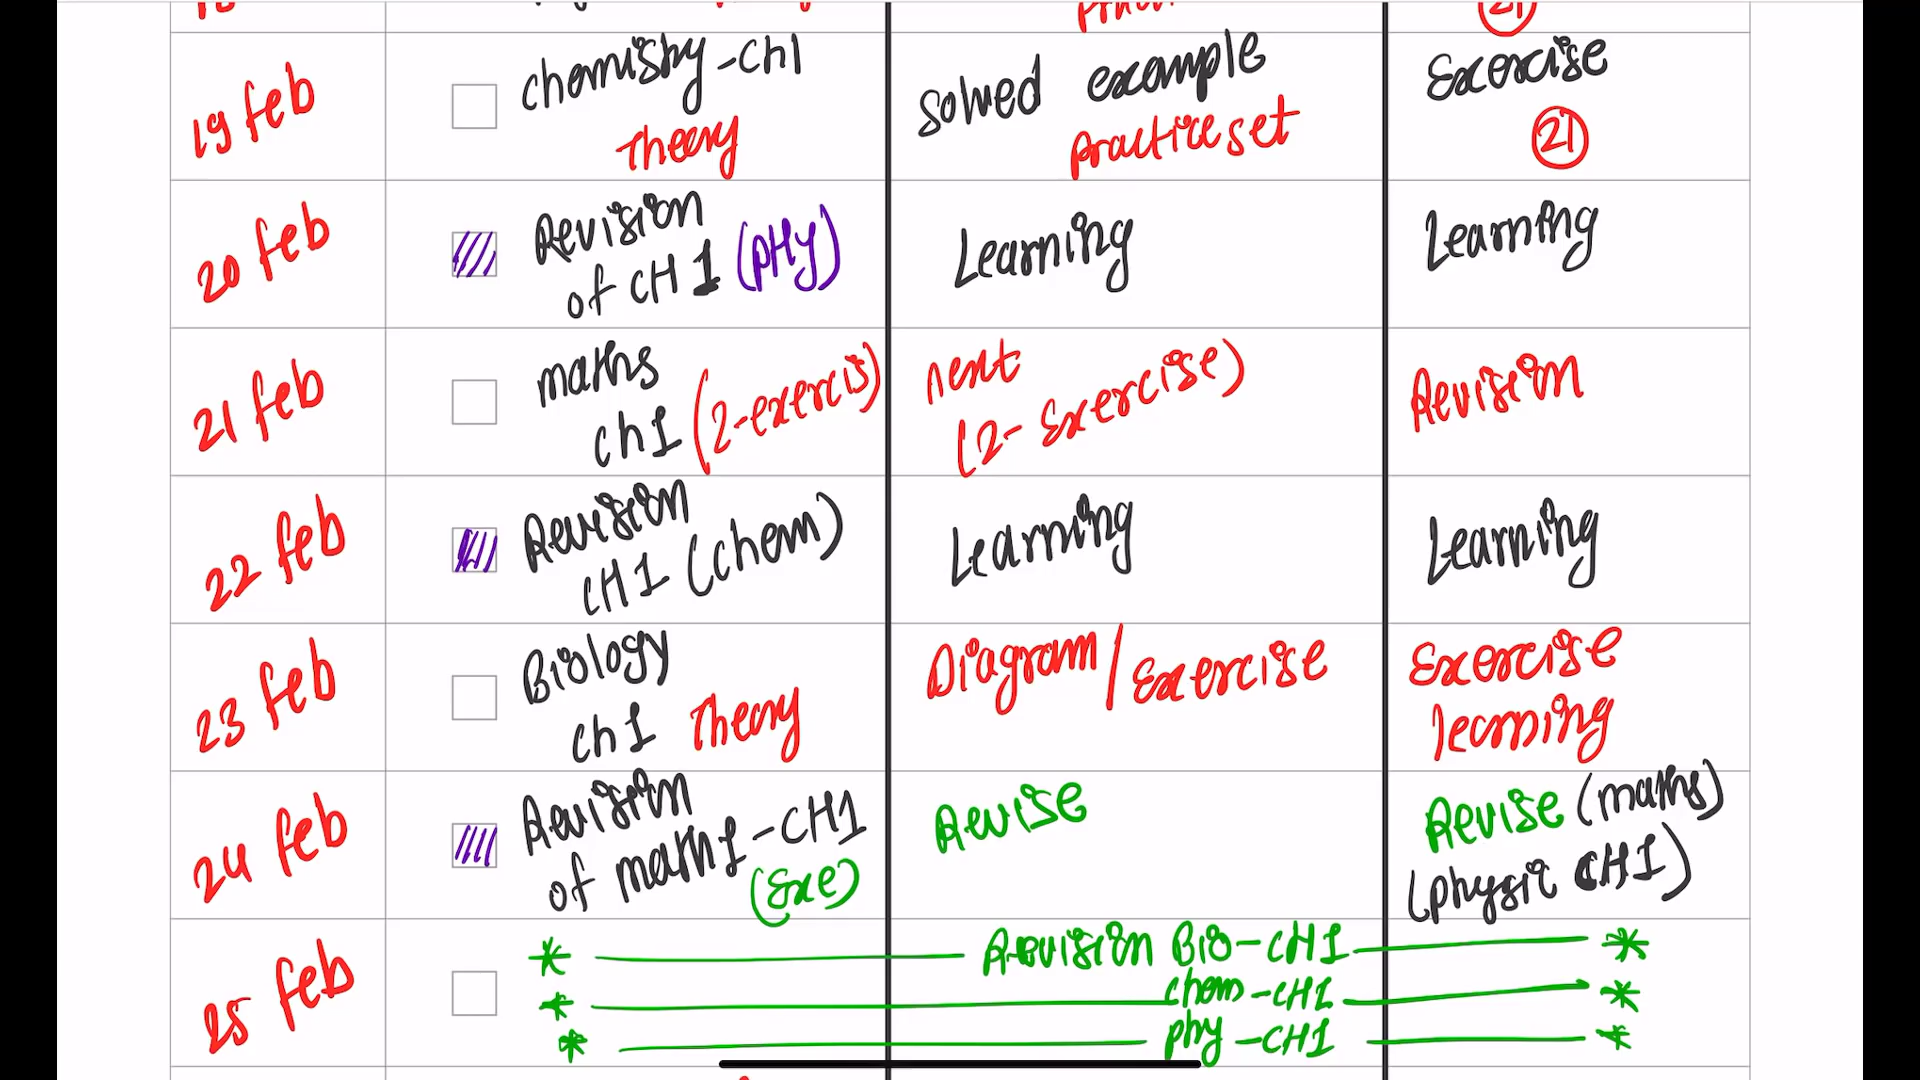 21
19 feb
chemistry-Ch1
Theory
Solved example
Practice set
Exercise
21
20 feb
Revision
of CH 1 (PHy)
Learning
Learning
21 feb
maths
Ch1 (2-exercis)
next
(2- Exercise)
Revision
22 feb
Revision
CH1 (Chem)
Learning
Learning
23 feb
Biology
Ch1 Theory
Diagram/Exercise
Exercise
learning
24 feb
Revision
of math1-CH1
(Exe)
Revise
Revise (maths)
(physic CH1)
25 feb
* Revision Bio-CH1 *
* chem-CH1 *
* phy-CH1 *